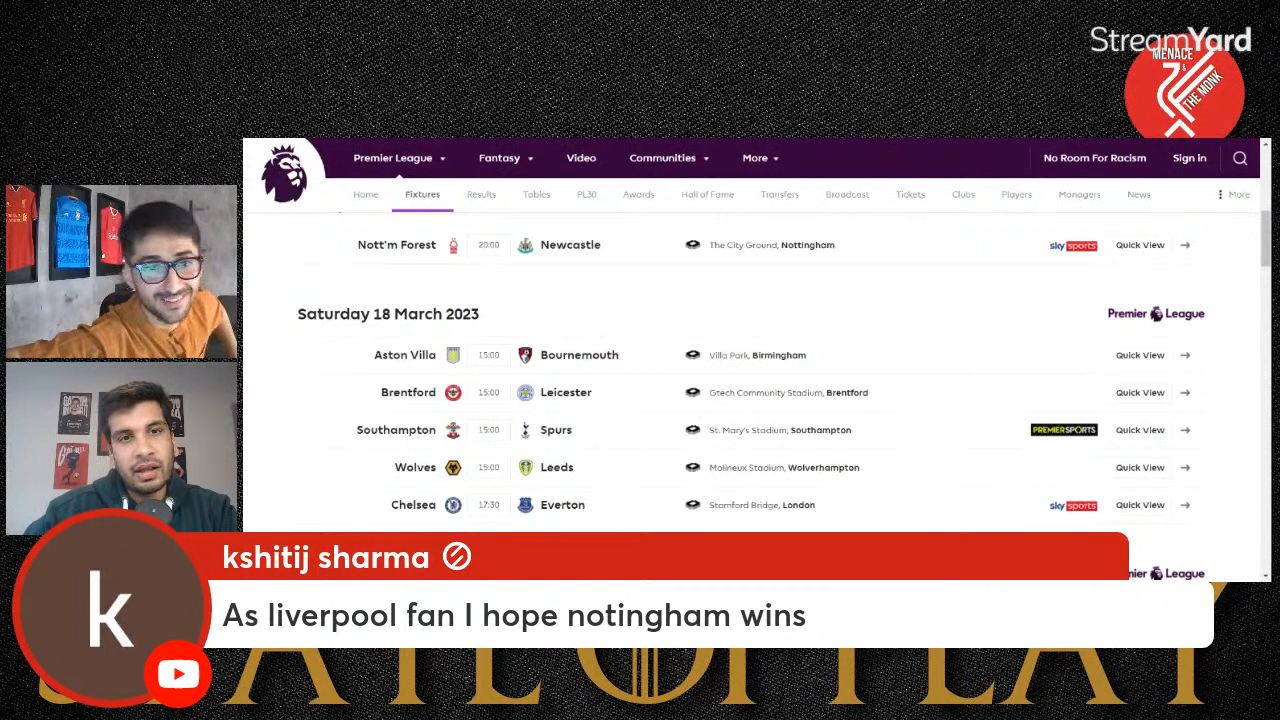 StreamYard
MENACE
&
THE MONK
Premier League
Fantasy
Video
Communities
More
No Room For Racism
Sign in
Home
Fixtures
Results
Tables
PL30
Awards
Hall of Fame
Transfers
Broadcast
Tickets
Clubs
Players
Managers
News
More
Nott'm Forest 20:00 Newcastle The City Ground, Nottingham sky sports Quick View
Saturday 18 March 2023 Premier League
Aston Villa 15:00 Bournemouth Villa Park, Birmingham Quick View
Brentford 15:00 Leicester Gtech Community Stadium, Brentford Quick View
Southampton 15:00 Spurs St. Mary's Stadium, Southampton PREMIERSPORTS Quick View
Wolves 15:00 Leeds Molineux Stadium, Wolverhampton Quick View
Chelsea 17:30 Everton Stamford Bridge, London sky sports Quick View
kshitij sharma
k
As liverpool fan I hope notingham wins